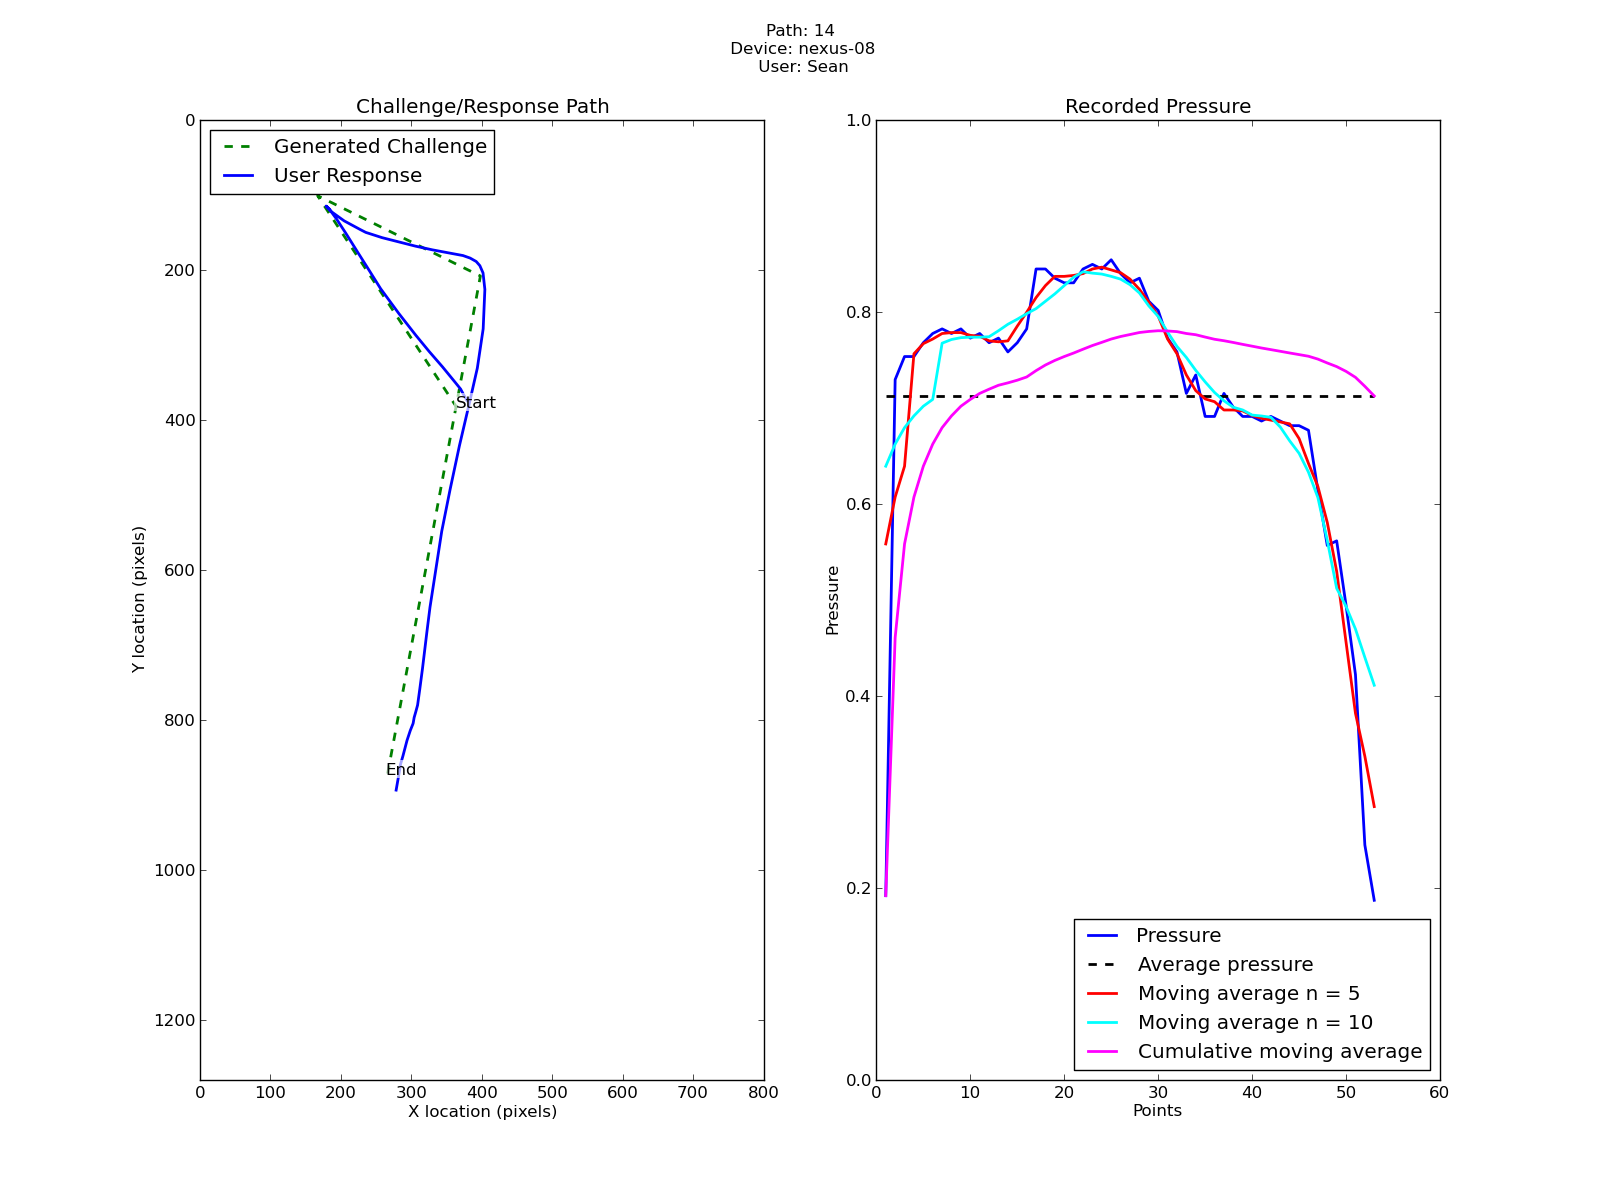 Path: 14
Device: nexus-08
User: Sean
Challenge/Response Path
0
200
400
600
800
1000
1200
Y location (pixels)
Generated Challenge
User Response
Start
End
0 100 200 300 400 500 600 700 800
X location (pixels)
Recorded Pressure
1.0
0.8
0.6
0.4
0.2
0.0
Pressure
Pressure
Average pressure
Moving average n = 5
Moving average n = 10
Cumulative moving average
0 10 20 30 40 50 60
Points